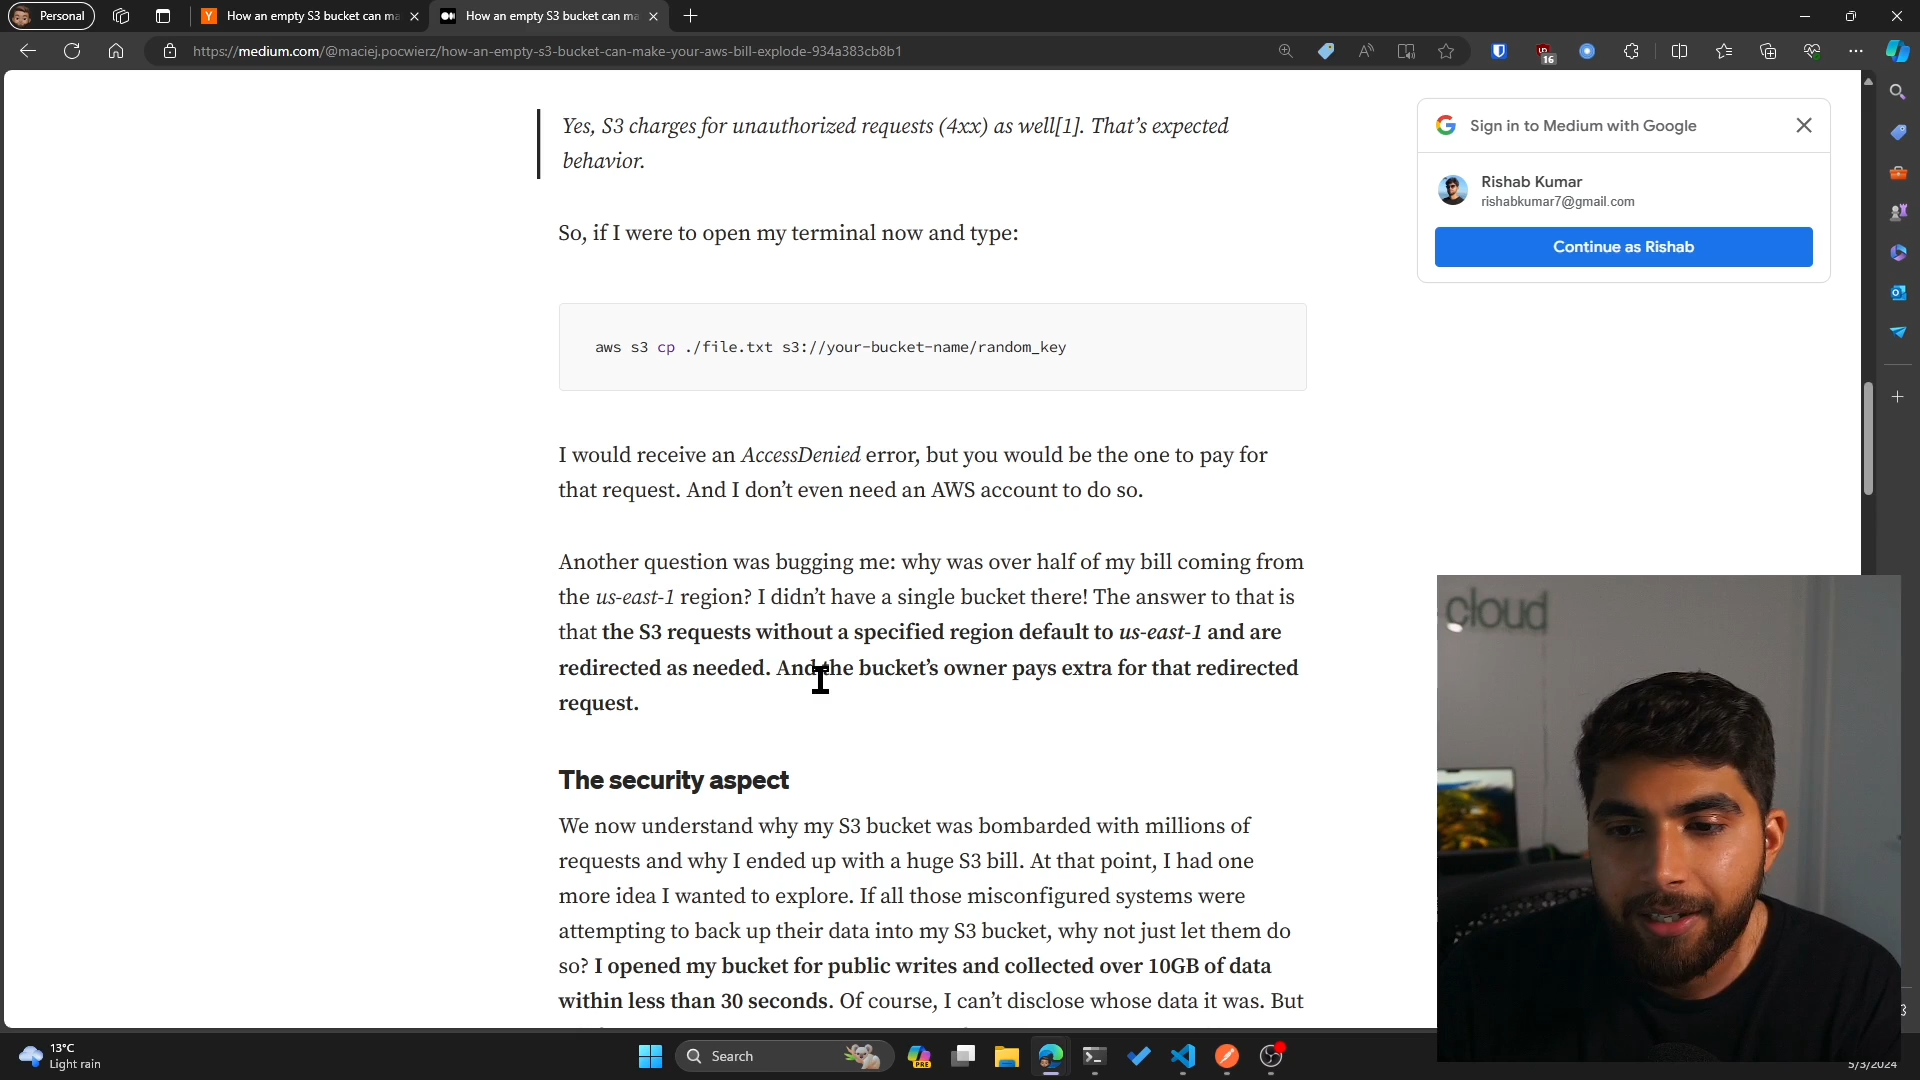 Personal
How an empty S3 bucket can ma
How an empty S3 bucket can ma
https://medium.com/@maciej.pocwierz/how-an-empty-s3-bucket-can-make-your-aws-bill-explode-934a383cb8b1
16
Yes, S3 charges for unauthorized requests (4xx) as well[1]. That’s expected
behavior.
Sign in to Medium with Google
Rishab Kumar
rishabkumar7@gmail.com
Continue as Rishab
So, if I were to open my terminal now and type:
aws s3 cp ./file.txt s3://your-bucket-name/random_key
I would receive an AccessDenied error, but you would be the one to pay for
that request. And I don’t even need an AWS account to do so.
Another question was bugging me: why was over half of my bill coming from
the us-east-1 region? I didn’t have a single bucket there! The answer to that is
that the S3 requests without a specified region default to us-east-1 and are
redirected as needed. And the bucket’s owner pays extra for that redirected
request.
cloud
The security aspect
We now understand why my S3 bucket was bombarded with millions of
requests and why I ended up with a huge S3 bill. At that point, I had one
more idea I wanted to explore. If all those misconfigured systems were
attempting to back up their data into my S3 bucket, why not just let them do
so? I opened my bucket for public writes and collected over 10GB of data
within less than 30 seconds. Of course, I can’t disclose whose data it was. But
13°C
Light rain
Search
PRE
5/3/2024